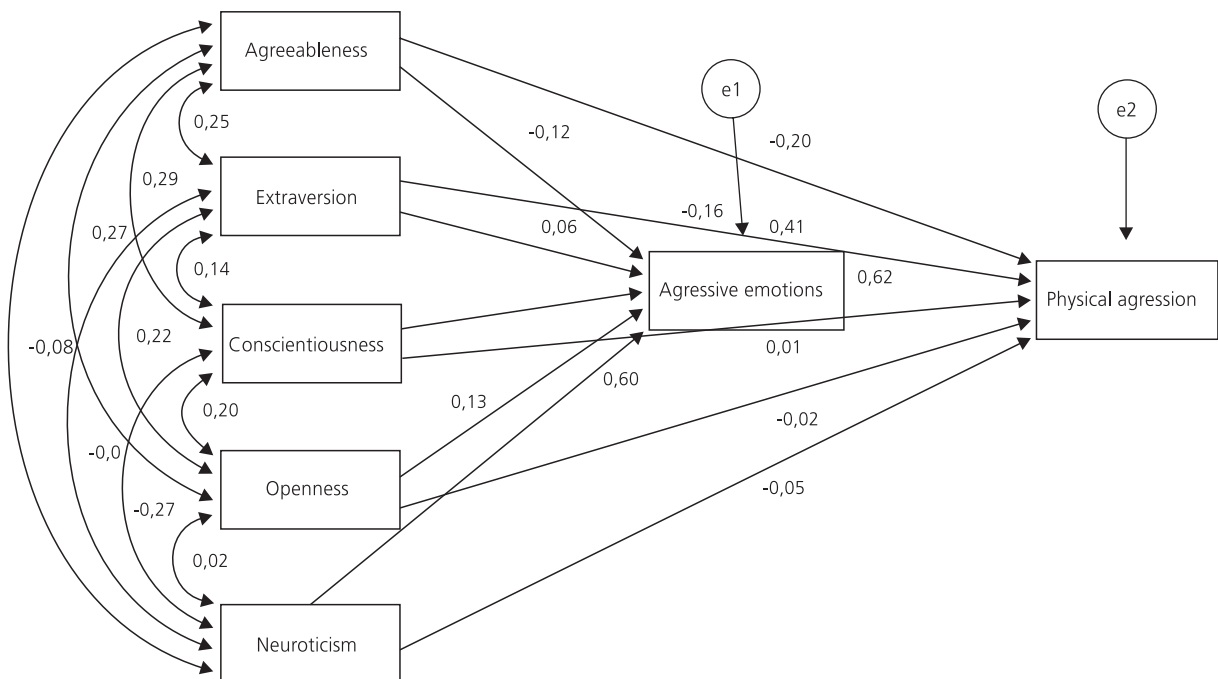 Agreeableness
e1
e2
0,25
-0,12
-0,20
0,29
Extraversion
-0,16
0,41
0,27
0,06
0,14
0,62
Agressive emotions
Physical agression
Conscientiousness
-0,08
0,22
0,01
0,60
0,20
0,13
-0,02
-0,0
Openness
-0,05
-0,27
0,02
Neuroticism